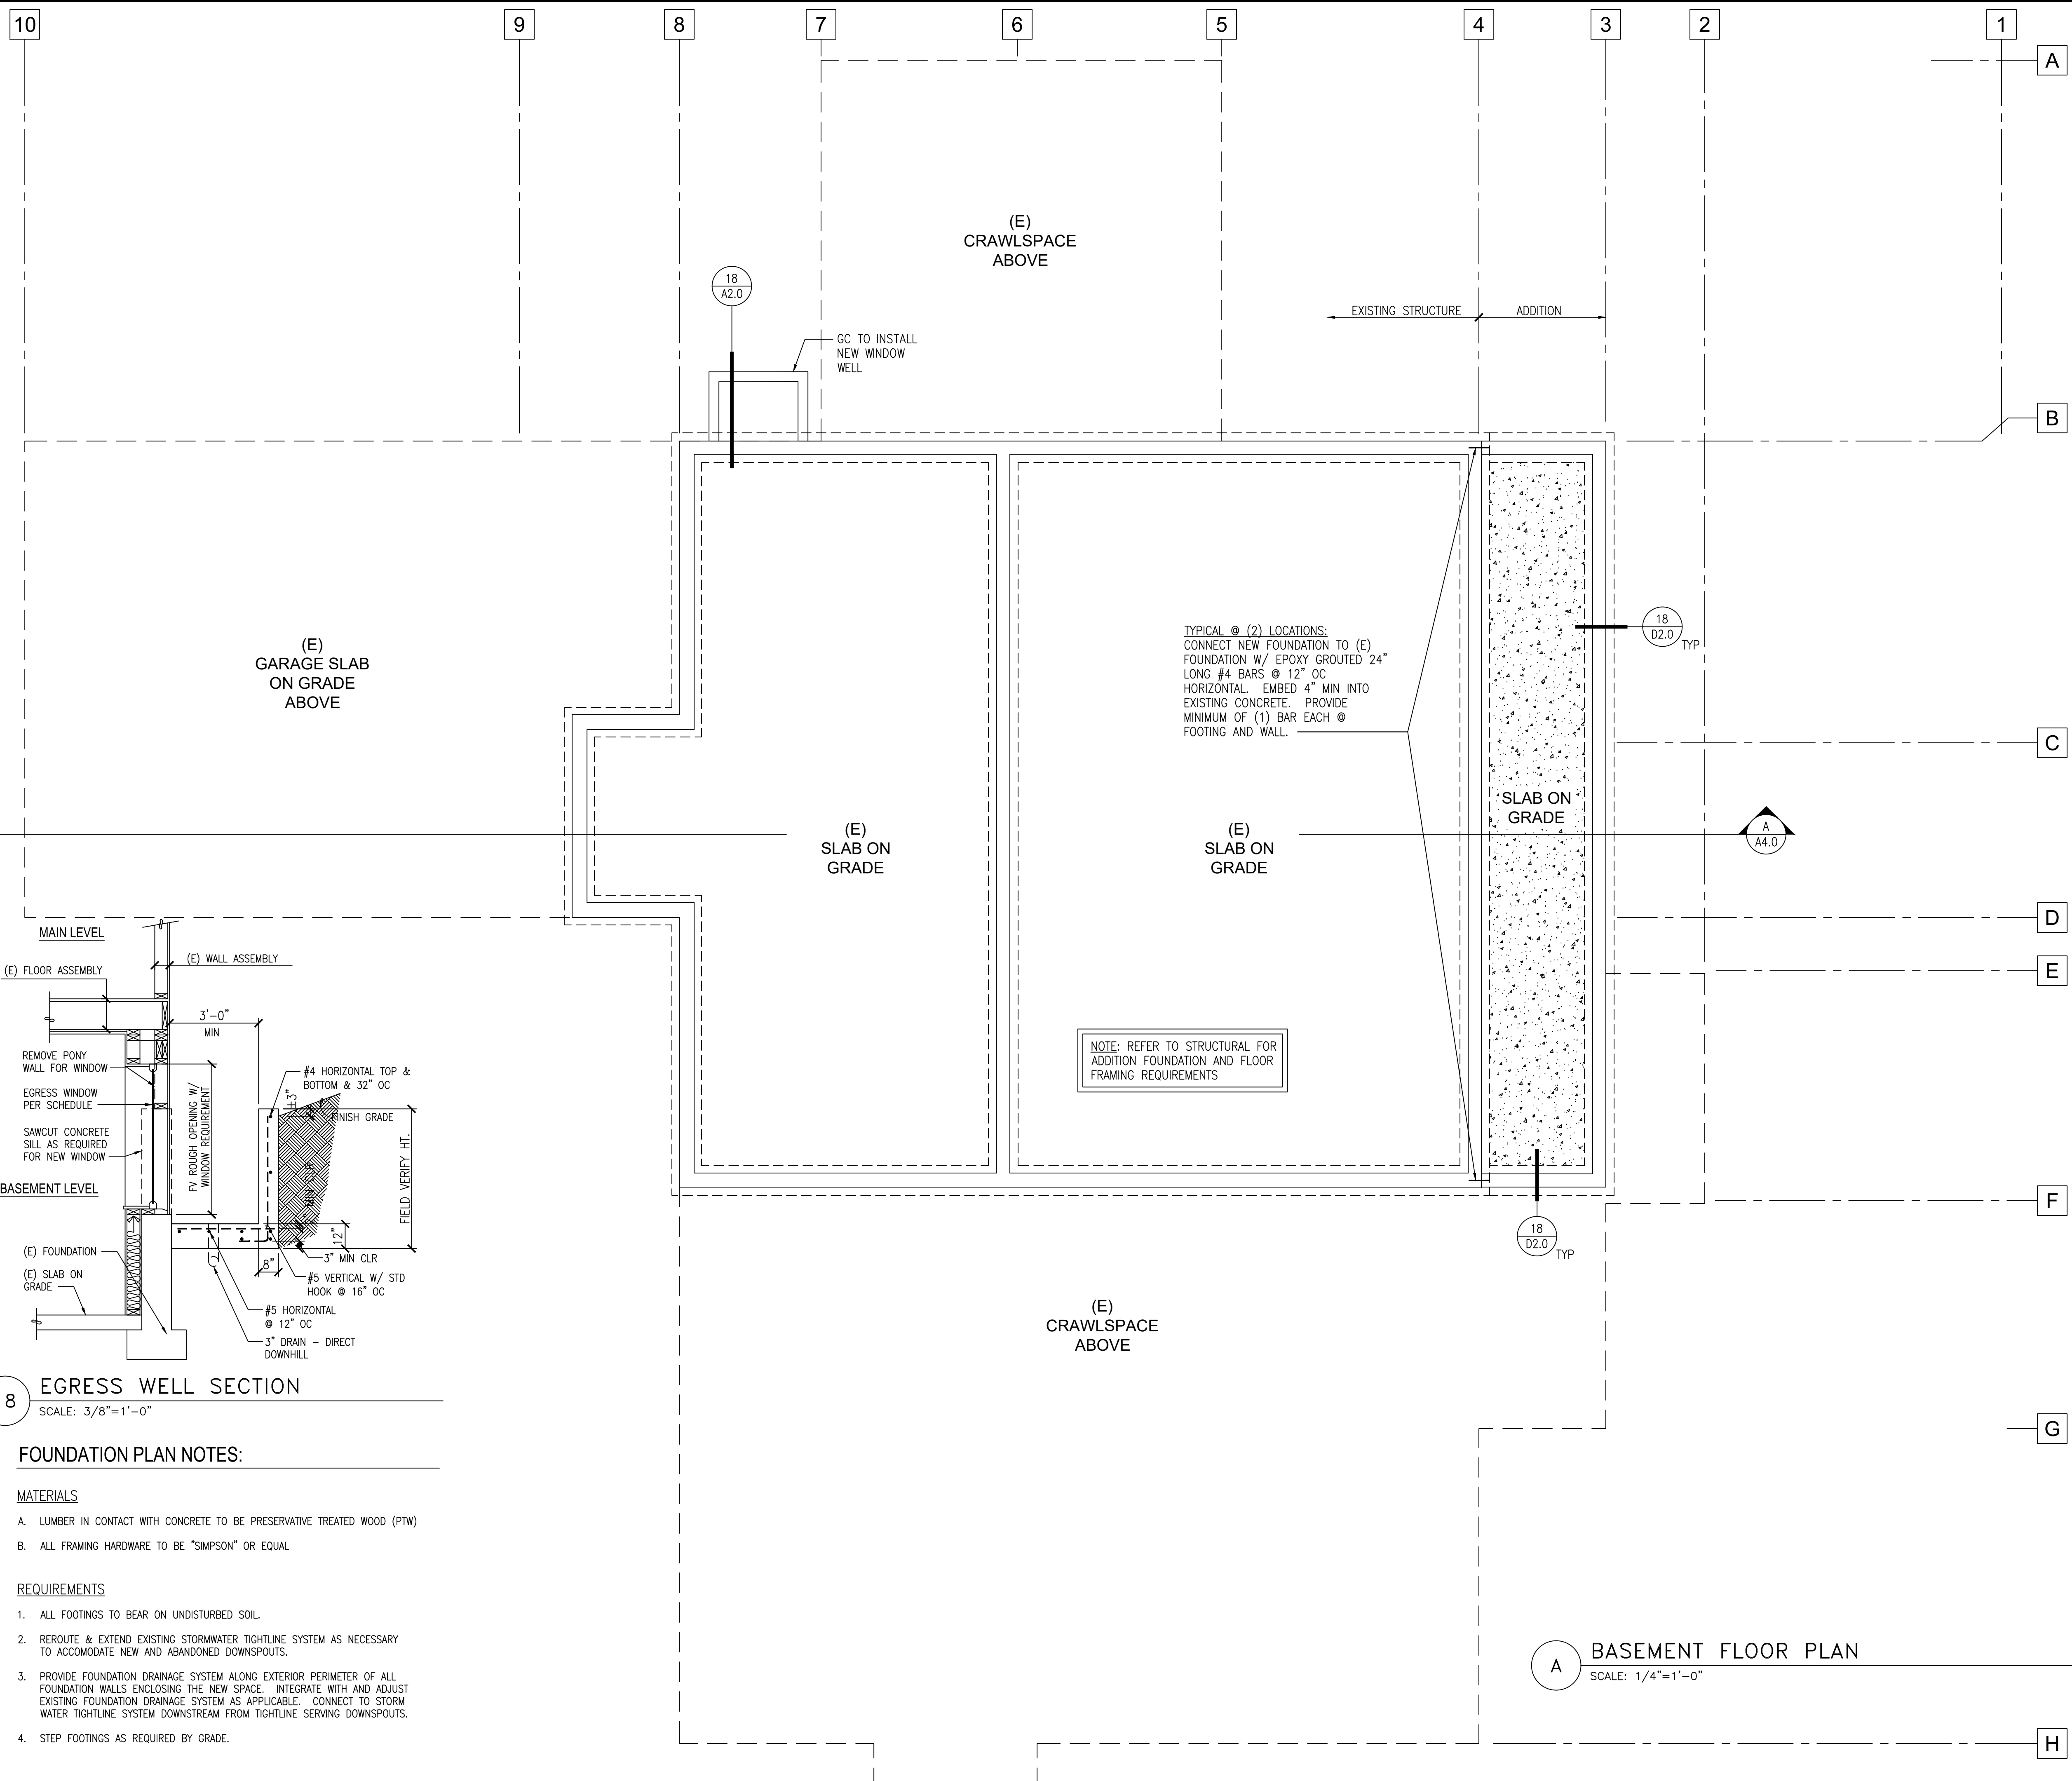 10
9
8
7
6
5
4
3
2
1
A
B
C
D
E
F
G
H
(E)
CRAWLSPACE
ABOVE
18
A2.0
GC TO INSTALL
NEW WINDOW
WELL
EXISTING STRUCTURE
ADDITION
(E)
GARAGE SLAB
ON GRADE
ABOVE
TYPICAL @ (2) LOCATIONS:
CONNECT NEW FOUNDATION TO (E)
FOUNDATION W/ EPOXY GROUTED 24"
LONG #4 BARS @ 12" OC
HORIZONTAL. EMBED 4" MIN INTO
EXISTING CONCRETE. PROVIDE
MINIMUM OF (1) BAR EACH @
FOOTING AND WALL.
18
D2.0
TYP
(E)
SLAB ON
GRADE
(E)
SLAB ON
GRADE
SLAB ON
GRADE
A
A4.0
NOTE: REFER TO STRUCTURAL FOR
ADDITION FOUNDATION AND FLOOR
FRAMING REQUIREMENTS
18
D2.0
TYP
(E)
CRAWLSPACE
ABOVE
MAIN LEVEL
(E) WALL ASSEMBLY
(E) FLOOR ASSEMBLY
3'-0"
MIN
REMOVE PONY
WALL FOR WINDOW
#4 HORIZONTAL TOP &
BOTTOM & 32" OC
EGRESS WINDOW
PER SCHEDULE
±3"
FINISH GRADE
SAWCUT CONCRETE
SILL AS REQUIRED
FOR NEW WINDOW
FV ROUGH OPENING W/
WINDOW REQUIREMENT
MIN CLR
FIELD VERIFY HT.
BASEMENT LEVEL
12"
(E) FOUNDATION
3" MIN CLR
8"
(E) SLAB ON
GRADE
#5 VERTICAL W/ STD
HOOK @ 16" OC
#5 HORIZONTAL
@ 12" OC
3" DRAIN - DIRECT
DOWNHILL
8
EGRESS WELL SECTION
SCALE: 3/8"=1'-0"
FOUNDATION PLAN NOTES:
MATERIALS
A. LUMBER IN CONTACT WITH CONCRETE TO BE PRESERVATIVE TREATED WOOD (PTW)
B. ALL FRAMING HARDWARE TO BE "SIMPSON" OR EQUAL
REQUIREMENTS
1. ALL FOOTINGS TO BEAR ON UNDISTURBED SOIL.
2. REROUTE & EXTEND EXISTING STORMWATER TIGHTLINE SYSTEM AS NECESSARY
TO ACCOMODATE NEW AND ABANDONED DOWNSPOUTS.
3. PROVIDE FOUNDATION DRAINAGE SYSTEM ALONG EXTERIOR PERIMETER OF ALL
FOUNDATION WALLS ENCLOSING THE NEW SPACE. INTEGRATE WITH AND ADJUST
EXISTING FOUNDATION DRAINAGE SYSTEM AS APPLICABLE. CONNECT TO STORM
WATER TIGHTLINE SYSTEM DOWNSTREAM FROM TIGHTLINE SERVING DOWNSPOUTS.
4. STEP FOOTINGS AS REQUIRED BY GRADE.
A
BASEMENT FLOOR PLAN
SCALE: 1/4"=1'-0"